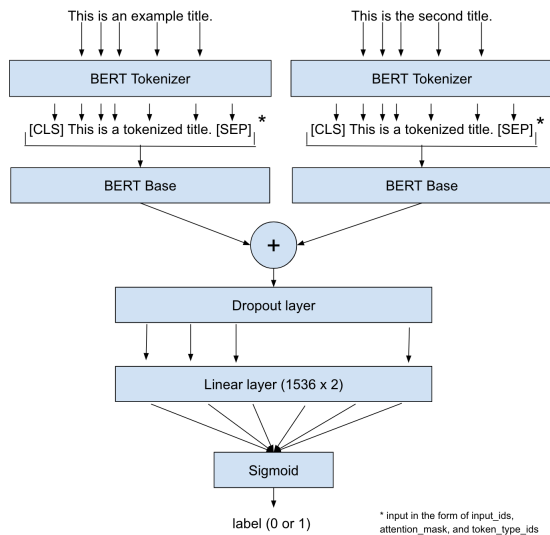 This is an example title.
This is the second title.
BERT Tokenizer
BERT Tokenizer
[CLS] This is a tokenized title. [SEP] *
[CLS] This is a tokenized title. [SEP] *
BERT Base
BERT Base
+
Dropout layer
Linear layer (1536 x 2)
Sigmoid
label (0 or 1)
* input in the form of input_ids,
attention_mask, and token_type_ids